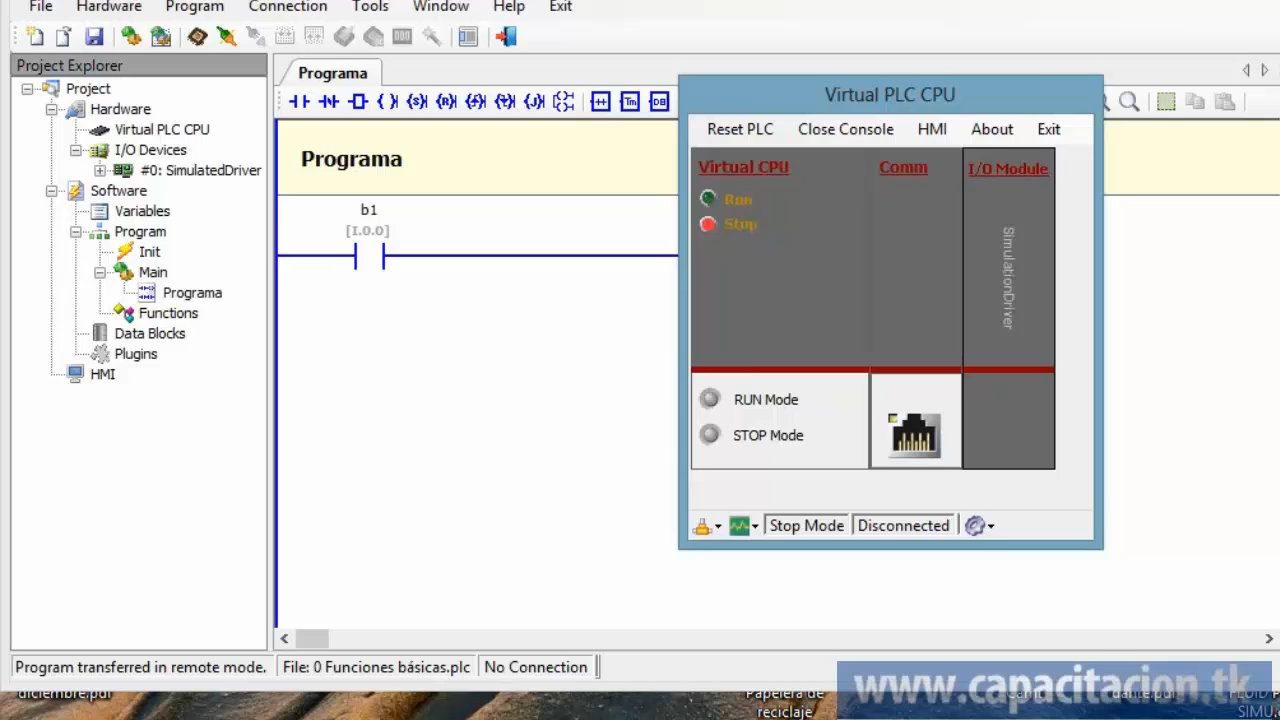 File Hardware Program Connection Tools Window Help Exit
Project Explorer
Project
Hardware
Virtual PLC CPU
I/O Devices
#0: SimulatedDriver
Software
Variables
Program
Init
Main
Programa
Functions
Data Blocks
Plugins
HMI
Programa
Tm DB
Programa
b1
[I.0.0]
Virtual PLC CPU
Reset PLC Close Console HMI About Exit
Virtual CPU Comm I/O Module
Run
Stop
SimulationDriver
RUN Mode
STOP Mode
Stop Mode Disconnected
Program transferred in remote mode. File: 0 Funciones básicas.plc No Connection
www.capacitacion.tk
diciembre.pdf
Papelera de
reciclaje